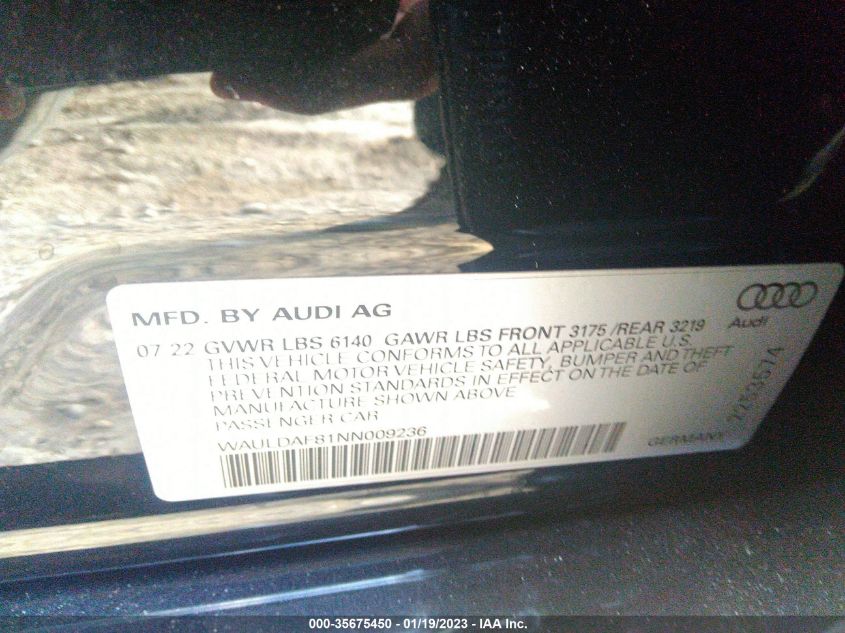 MFD. BY AUDI AG
Audi
07 22 GVWR LBS 6140 GAWR LBS FRONT 3175 /REAR 3219
THIS VEHICLE CONFORMS TO ALL APPLICABLE U.S.
FEDERAL MOTOR VEHICLE SAFETY, BUMPER AND THEFT
PREVENTION STANDARDS IN EFFECT ON THE DATE OF
MANUFACTURE SHOWN ABOVE
PASSENGER CAR
WAULDAF81NN009236
GERMANY
000-35675450 - 01/19/2023 - IAA Inc.